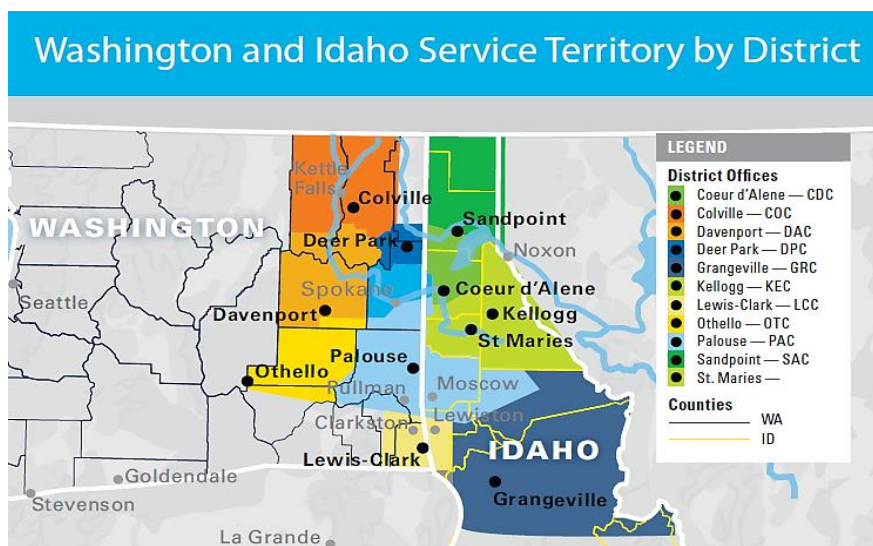 Washington and Idaho Service Territory by District
Kettle
Falls
Colville
WASHINGTON
Deer Park
Sandpoint
Noxon
Seattle
Spokane
Coeur d'Alene
Davenport
Kellogg
St Maries
Othello
Palouse
Pullman
Moscow
Clarkston
Lewiston
Lewis-Clark
IDAHO
Goldendale
Grangeville
Stevenson
La Grande
LEGEND
District Offices
Coeur d'Alene — CDC
Colville — COC
Davenport — DAC
Deer Park — DPC
Grangeville — GRC
Kellogg — KEC
Lewis-Clark — LCC
Othello — OTC
Palouse — PAC
Sandpoint — SAC
St. Maries —
Counties
WA
ID